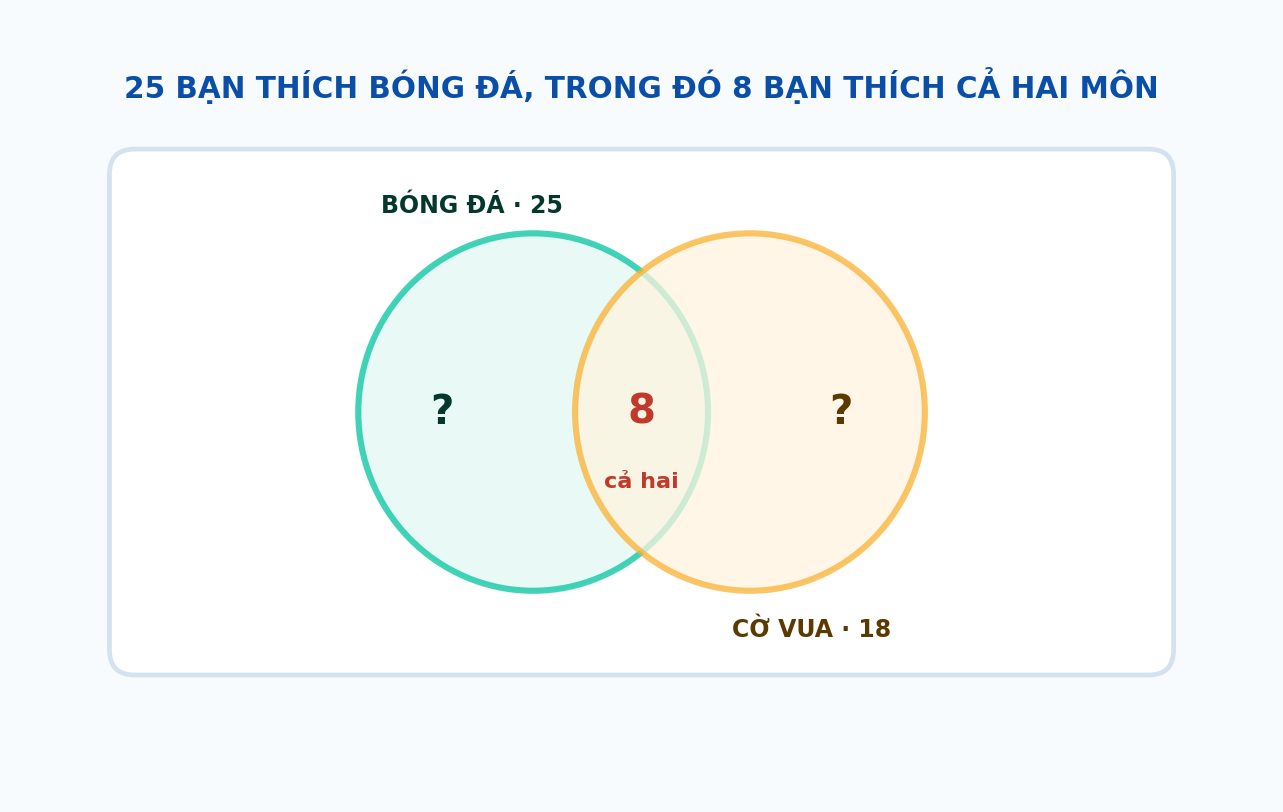 25 BẠN THÍCH BÓNG ĐÁ, TRONG ĐÓ 8 BẠN THÍCH CẢ HAI MÔN
BÓNG ĐÁ · 25
? 8 ?
cả hai
CỜ VUA · 18